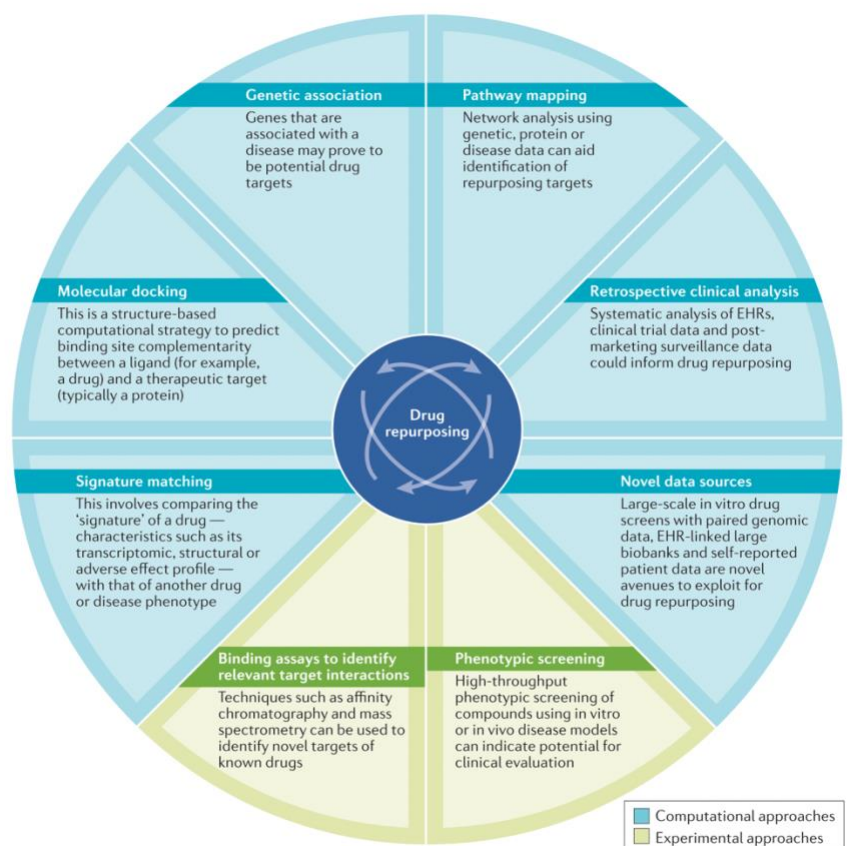 Genetic association
Genes that are
associated with a
disease may prove to
be potential drug
targets
Pathway mapping
Network analysis using
genetic, protein or
disease data can aid
identification of
repurposing targets
Molecular docking
This is a structure-based
computational strategy to predict
binding site complementarity
between a ligand (for example,
a drug) and a therapeutic target
(typically a protein)
Retrospective clinical analysis
Systematic analysis of EHRs,
clinical trial data and post-
marketing surveillance data
could inform drug repurposing
Drug
repurposing
Signature matching
This involves comparing the
‘signature’ of a drug —
characteristics such as its
transcriptomic, structural or
adverse effect profile —
with that of another drug
or disease phenotype
Novel data sources
Large-scale in vitro drug
screens with paired genomic
data, EHR-linked large
biobanks and self-reported
patient data are novel
avenues to exploit for
drug repurposing
Binding assays to identify
relevant target interactions
Techniques such as affinity
chromatography and mass
spectrometry can be used to
identify novel targets of
known drugs
Phenotypic screening
High-throughput
phenotypic screening of
compounds using in vitro
or in vivo disease models
can indicate potential for
clinical evaluation
Computational approaches
Experimental approaches